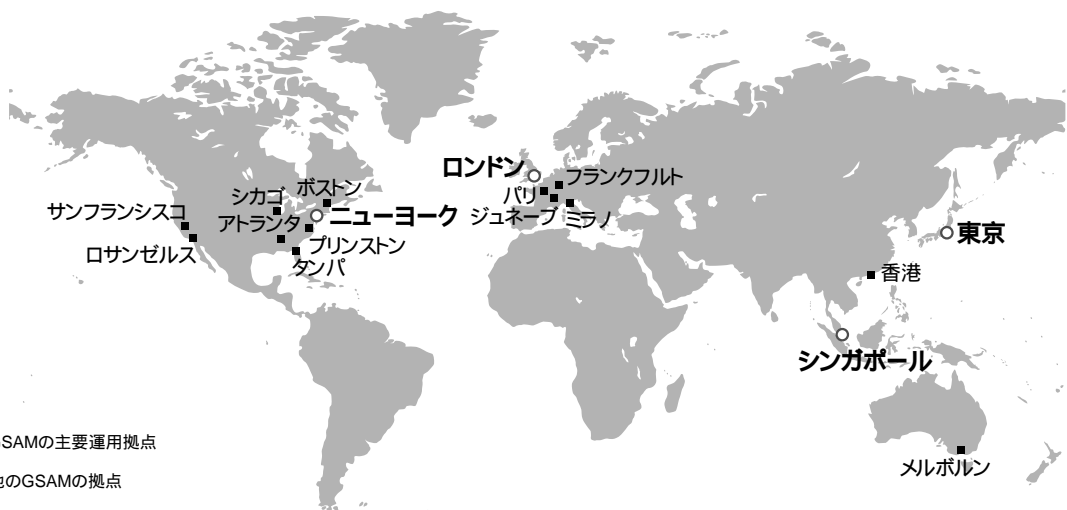 ロンドン
フランクフルト
パリ
ジュネーブ
ミラノ
シカゴ
ボストン
サンフランシスコ
アトランタ
ニューヨーク
ロサンゼルス
プリンストン
タンパ
東京
香港
シンガポール
メルボルン
SAMの主要運用拠点
のGSAMの拠点